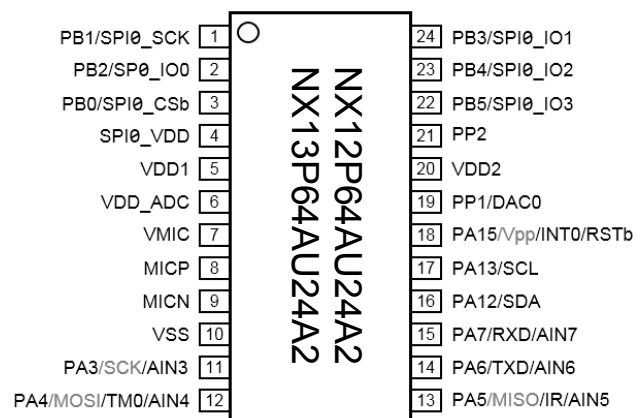 PB1/SPI0_SCK 1 24 PB3/SPI0_IO1
PB2/SP0_IO0 2 23 PB4/SPI0_IO2
PB0/SPI0_CSb 3 22 PB5/SPI0_IO3
SPI0_VDD 4 21 PP2
VDD1 5 20 VDD2
VDD_ADC 6 19 PP1/DAC0
VMIC 7 18 PA15/Vpp/INT0/RSTb
MICP 8 17 PA13/SCL
MICN 9 16 PA12/SDA
VSS 10 15 PA7/RXD/AIN7
PA3/SCK/AIN3 11 14 PA6/TXD/AIN6
PA4/MOSI/TM0/AIN4 12 13 PA5/MISO/IR/AIN5
NX12P64AU24A2
NX13P64AU24A2